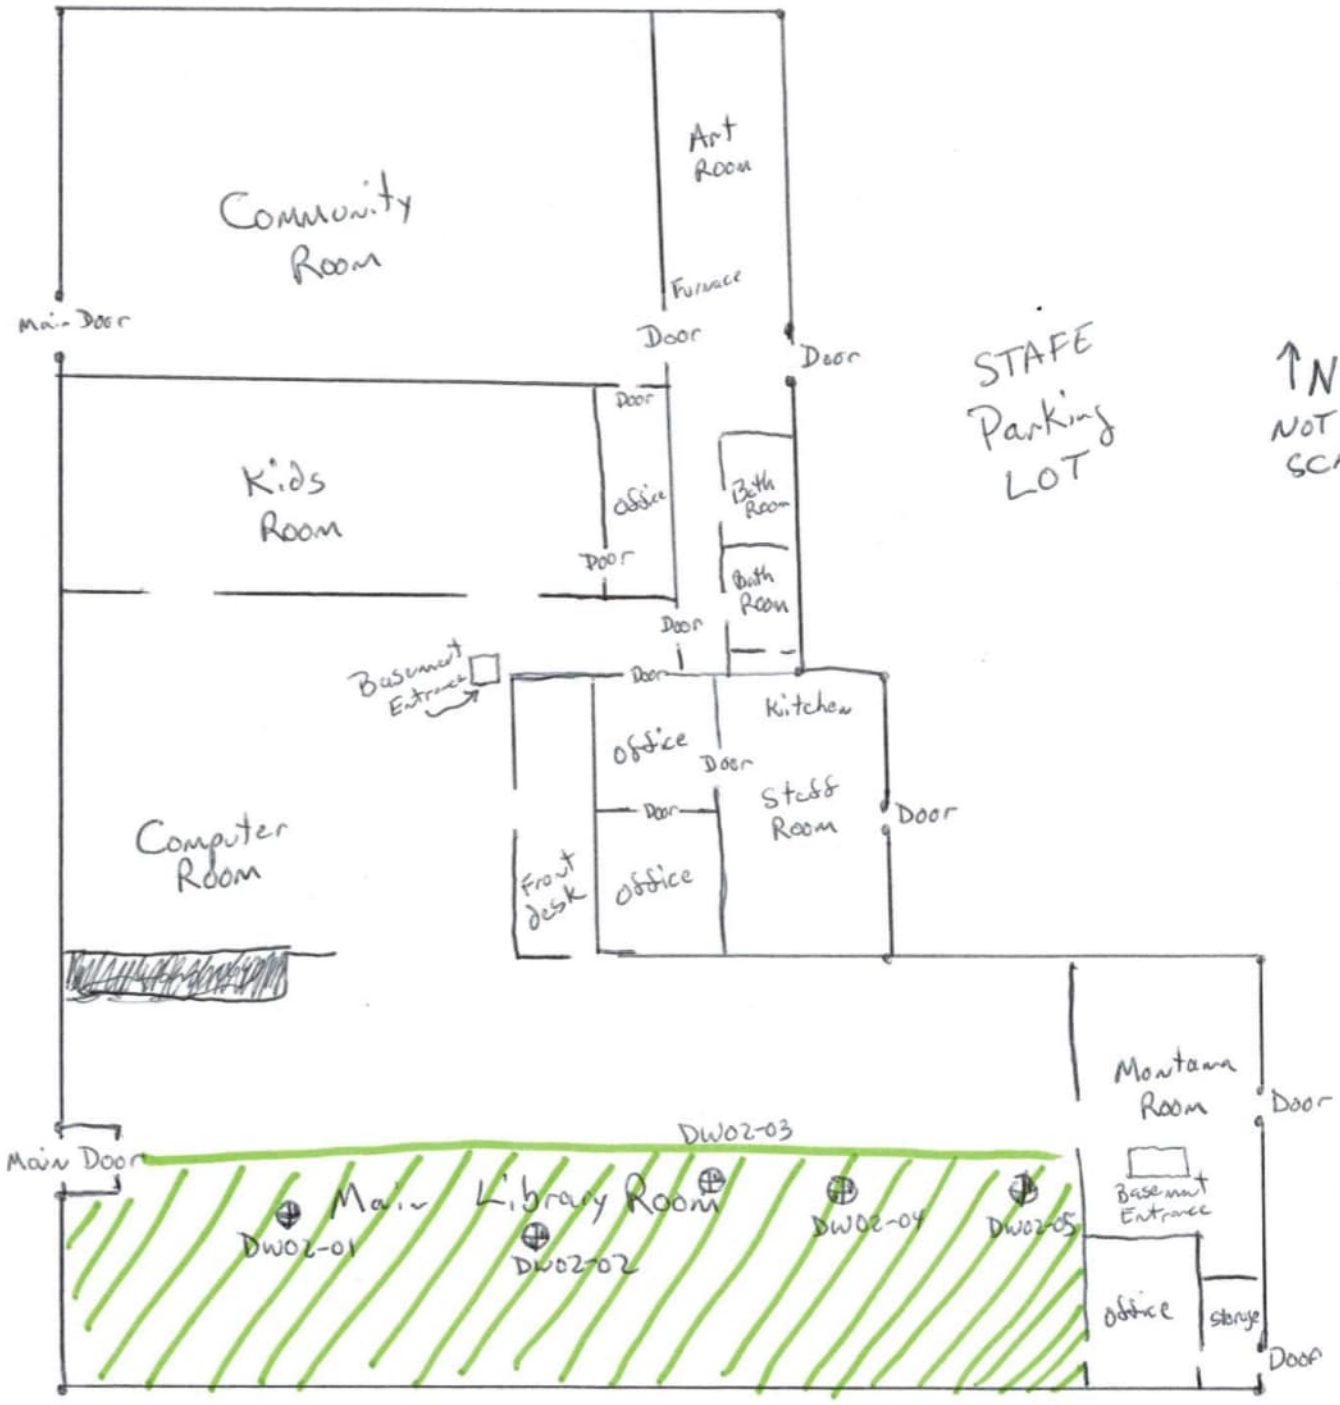 Art
Room
Community
Room
Furnace
Main Door
Door
Door
STAFF
Parking
LOT
↑N
NOT
SCA
Door
Kids
Room
Office
Bath
Room
Door
Bath
Room
Door
Basement
Entrance
Door
Kitchen
Office
Door
Staff
Room
Door
Door
Computer
Room
Front
desk
Office
Montana
Room
Door
Main Door
DW02-03
Main Library Room
Basement
Entrance
DW02-01
DW02-02
DW02-04
DW02-05
Office
Storage
Door